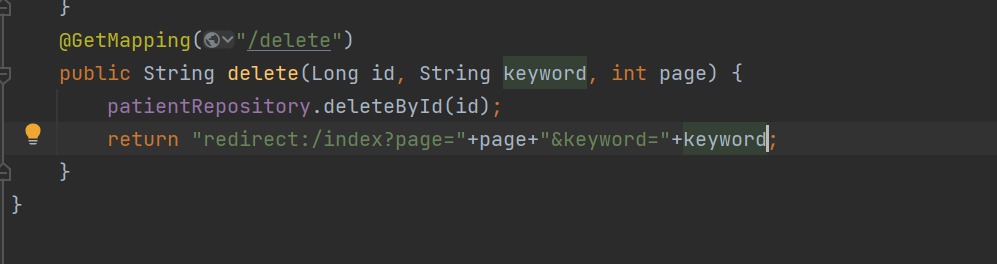 }
@GetMapping("/delete")
public String delete(Long id, String keyword, int page) {
patientRepository.deleteById(id);
return "redirect:/index?page="+page+"&keyword="+keyword;
}
}